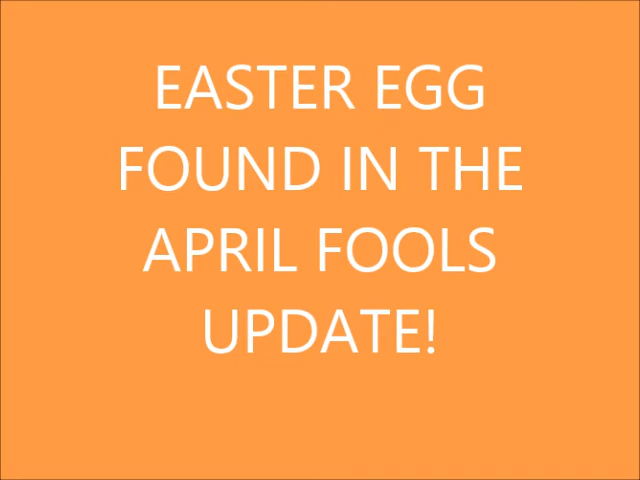 EASTER EGG
FOUND IN THE
APRIL FOOLS
UPDATE!